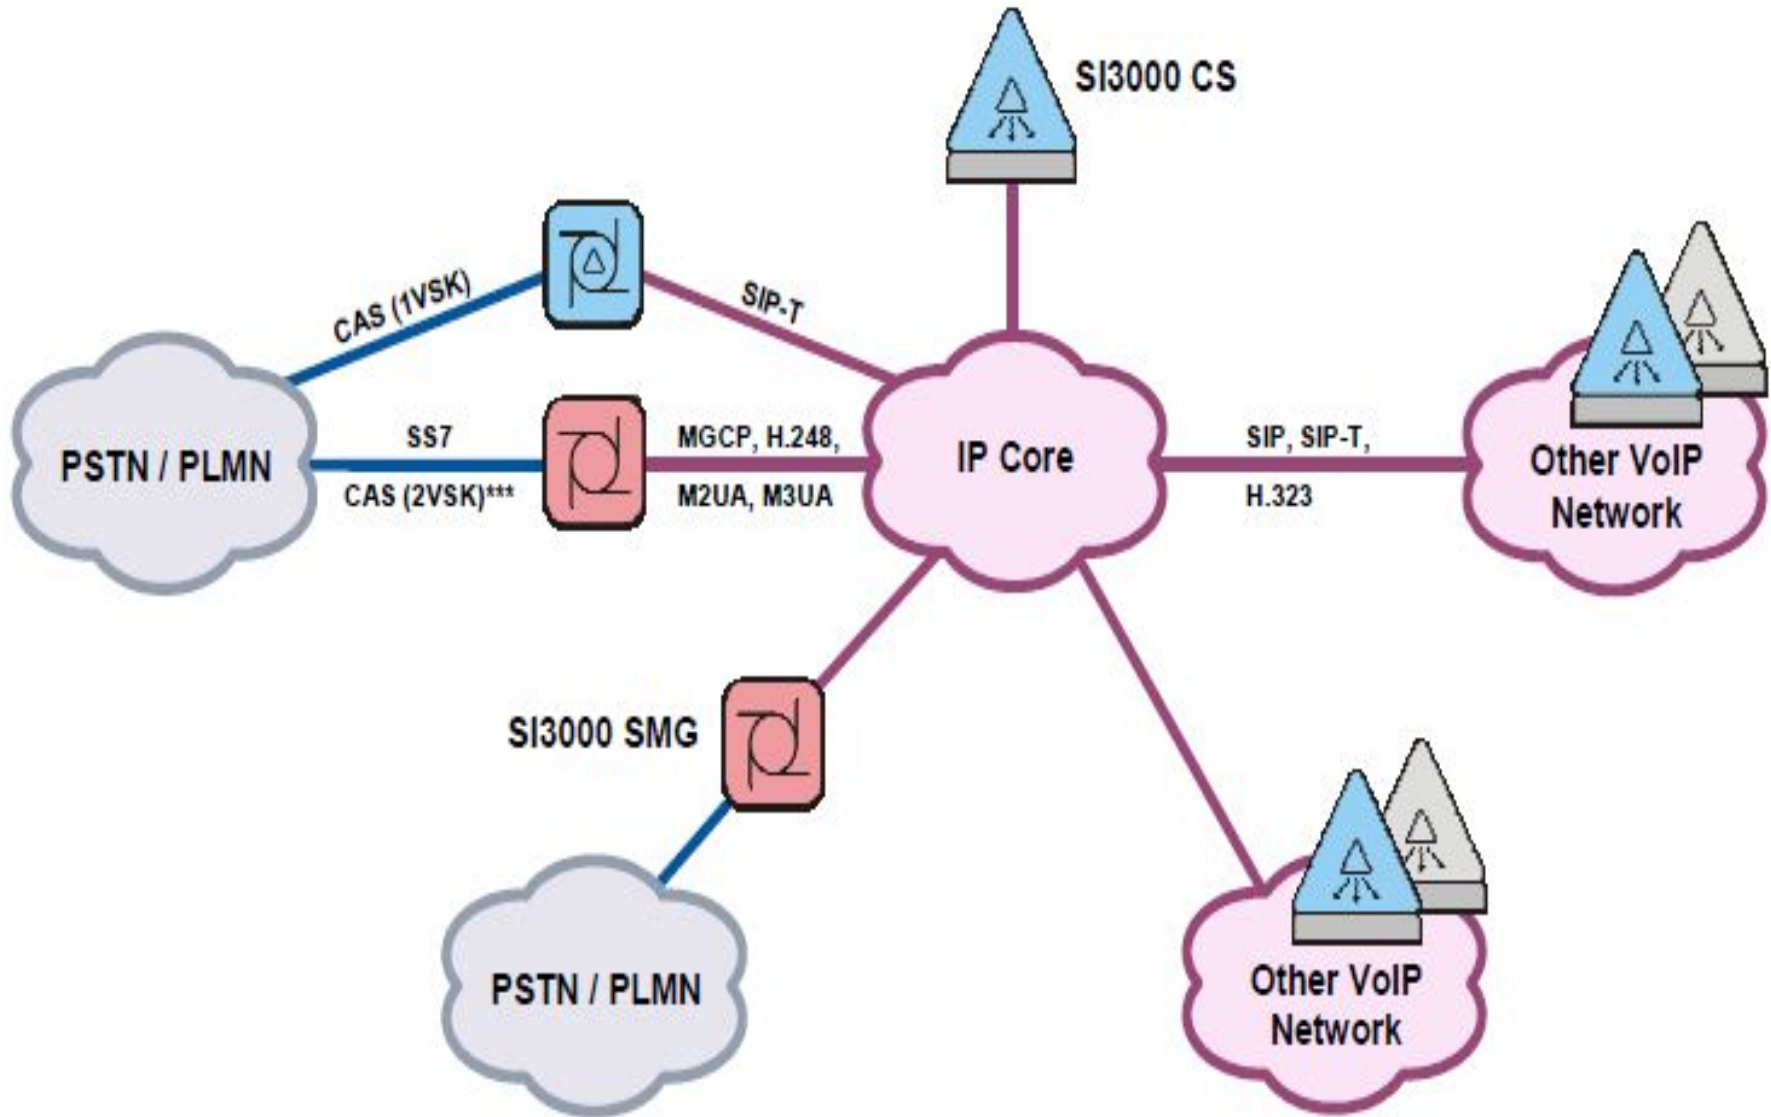 SI3000 CS
CAS (1VSK)
SIP-T
PSTN / PLMN
SS7
CAS (2VSK)***
MGCP, H.248,
M2UA, M3UA
IP Core
SIP, SIP-T,
H.323
Other VoIP
Network
SI3000 SMG
PSTN / PLMN
Other VoIP
Network